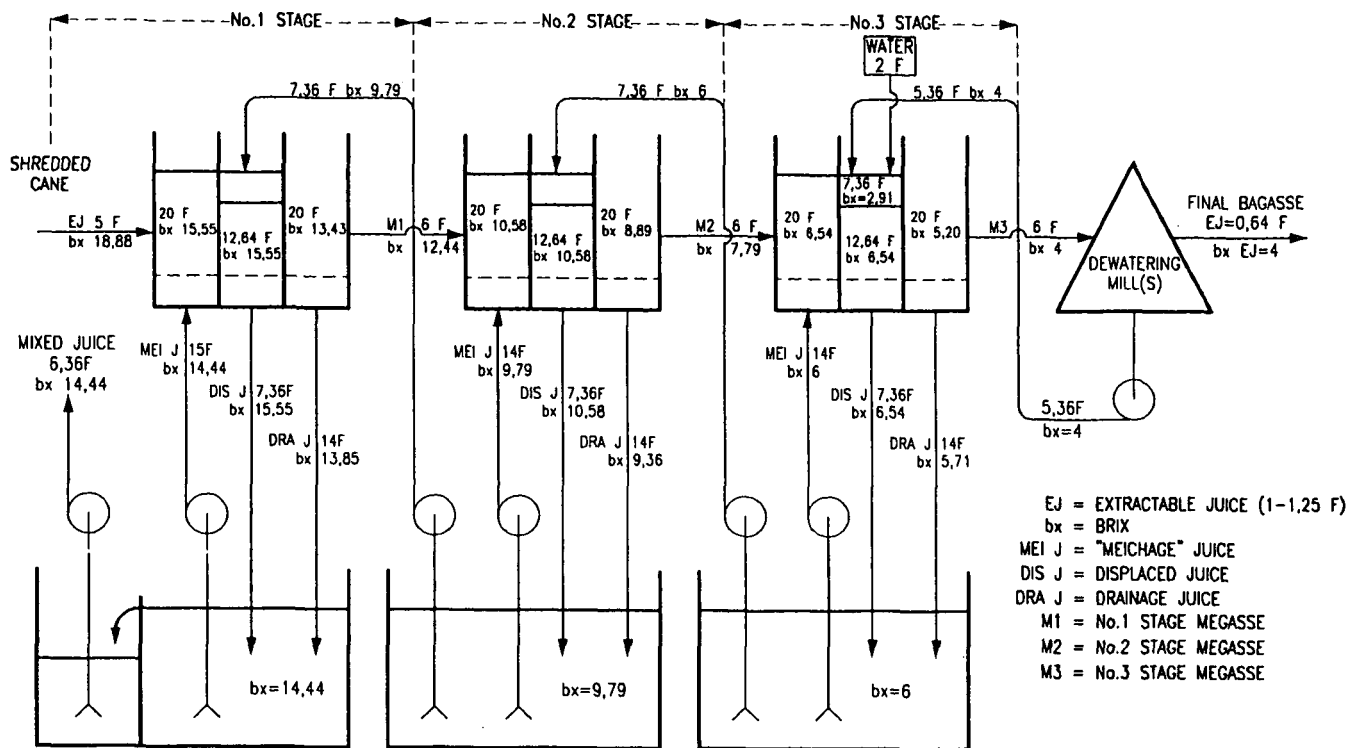 No.1 STAGE
No.2 STAGE
No.3 STAGE
WATER
2 F
7,36 F bx 9,79
7,36 F bx 6
5,36 F bx 4
SHREDDED
CANE
EJ 5 F
bx 18,88
20 F
bx 15,55
12,64 F
bx 15,55
20 F
bx 13,43
M1 6 F
bx 12,44
20 F
bx 10,58
12,64 F
bx 10,58
20 F
bx 8,89
M2 6 F
bx 7,79
20 F
bx 6,54
7,36 F
bx=2,91
12,64 F
bx 6,54
20 F
bx 5,20
M3 6 F
bx 4
DEWATERING
MILL(S)
FINAL BAGASSE
EJ=0,64 F
bx EJ=4
MIXED JUICE
6,36F
bx 14,44
MEI J 15F
bx 14,44
DIS J 7,36F
bx 15,55
DRA J 14F
bx 13,85
MEI J 14F
bx 9,79
DIS J 7,36F
bx 10,58
DRA J 14F
bx 9,36
MEI J 14F
bx 6
DIS J 7,36F
bx 6,54
DRA J 14F
bx 5,71
5,36F
bx=4
bx=14,44
bx=9,79
bx=6
EJ = EXTRACTABLE JUICE (1-1,25 F)
bx = BRIX
MEI J = "MEICHAGE" JUICE
DIS J = DISPLACED JUICE
DRA J = DRAINAGE JUICE
M1 = No.1 STAGE MEGASSE
M2 = No.2 STAGE MEGASSE
M3 = No.3 STAGE MEGASSE